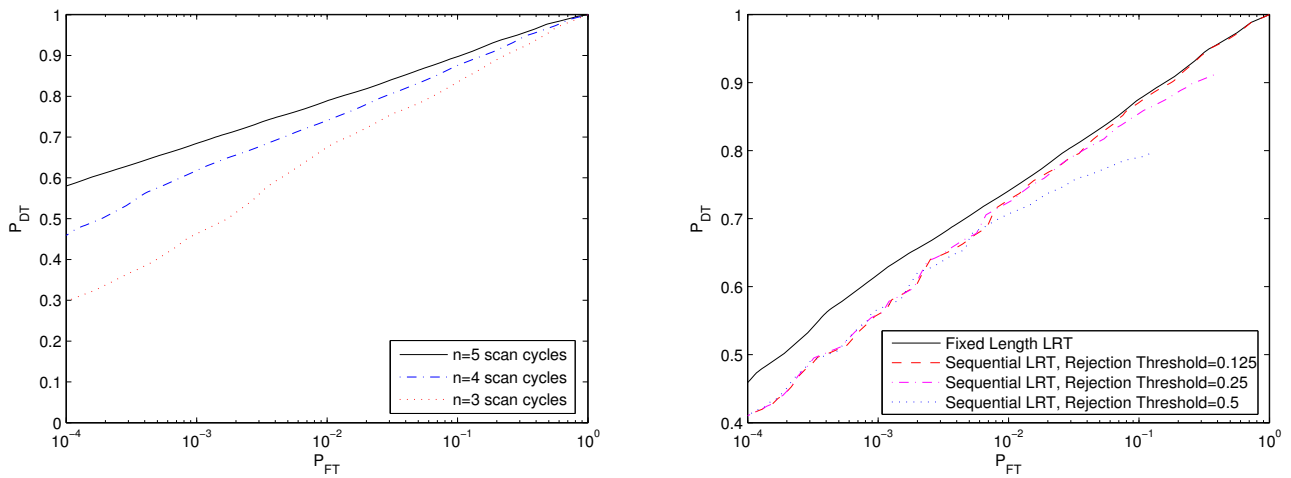 1
0.9
0.8
0.7
0.6
0.5
0.4
0.3
0.2
0.1
0
P_DT
10^-4
10^-3
10^-2
10^-1
10^0
P_FT
n=5 scan cycles
n=4 scan cycles
n=3 scan cycles
1
0.9
0.8
0.7
0.6
0.5
0.4
P_DT
10^-4
10^-3
10^-2
10^-1
10^0
P_FT
Fixed Length LRT
Sequential LRT, Rejection Threshold=0.125
Sequential LRT, Rejection Threshold=0.25
Sequential LRT, Rejection Threshold=0.5